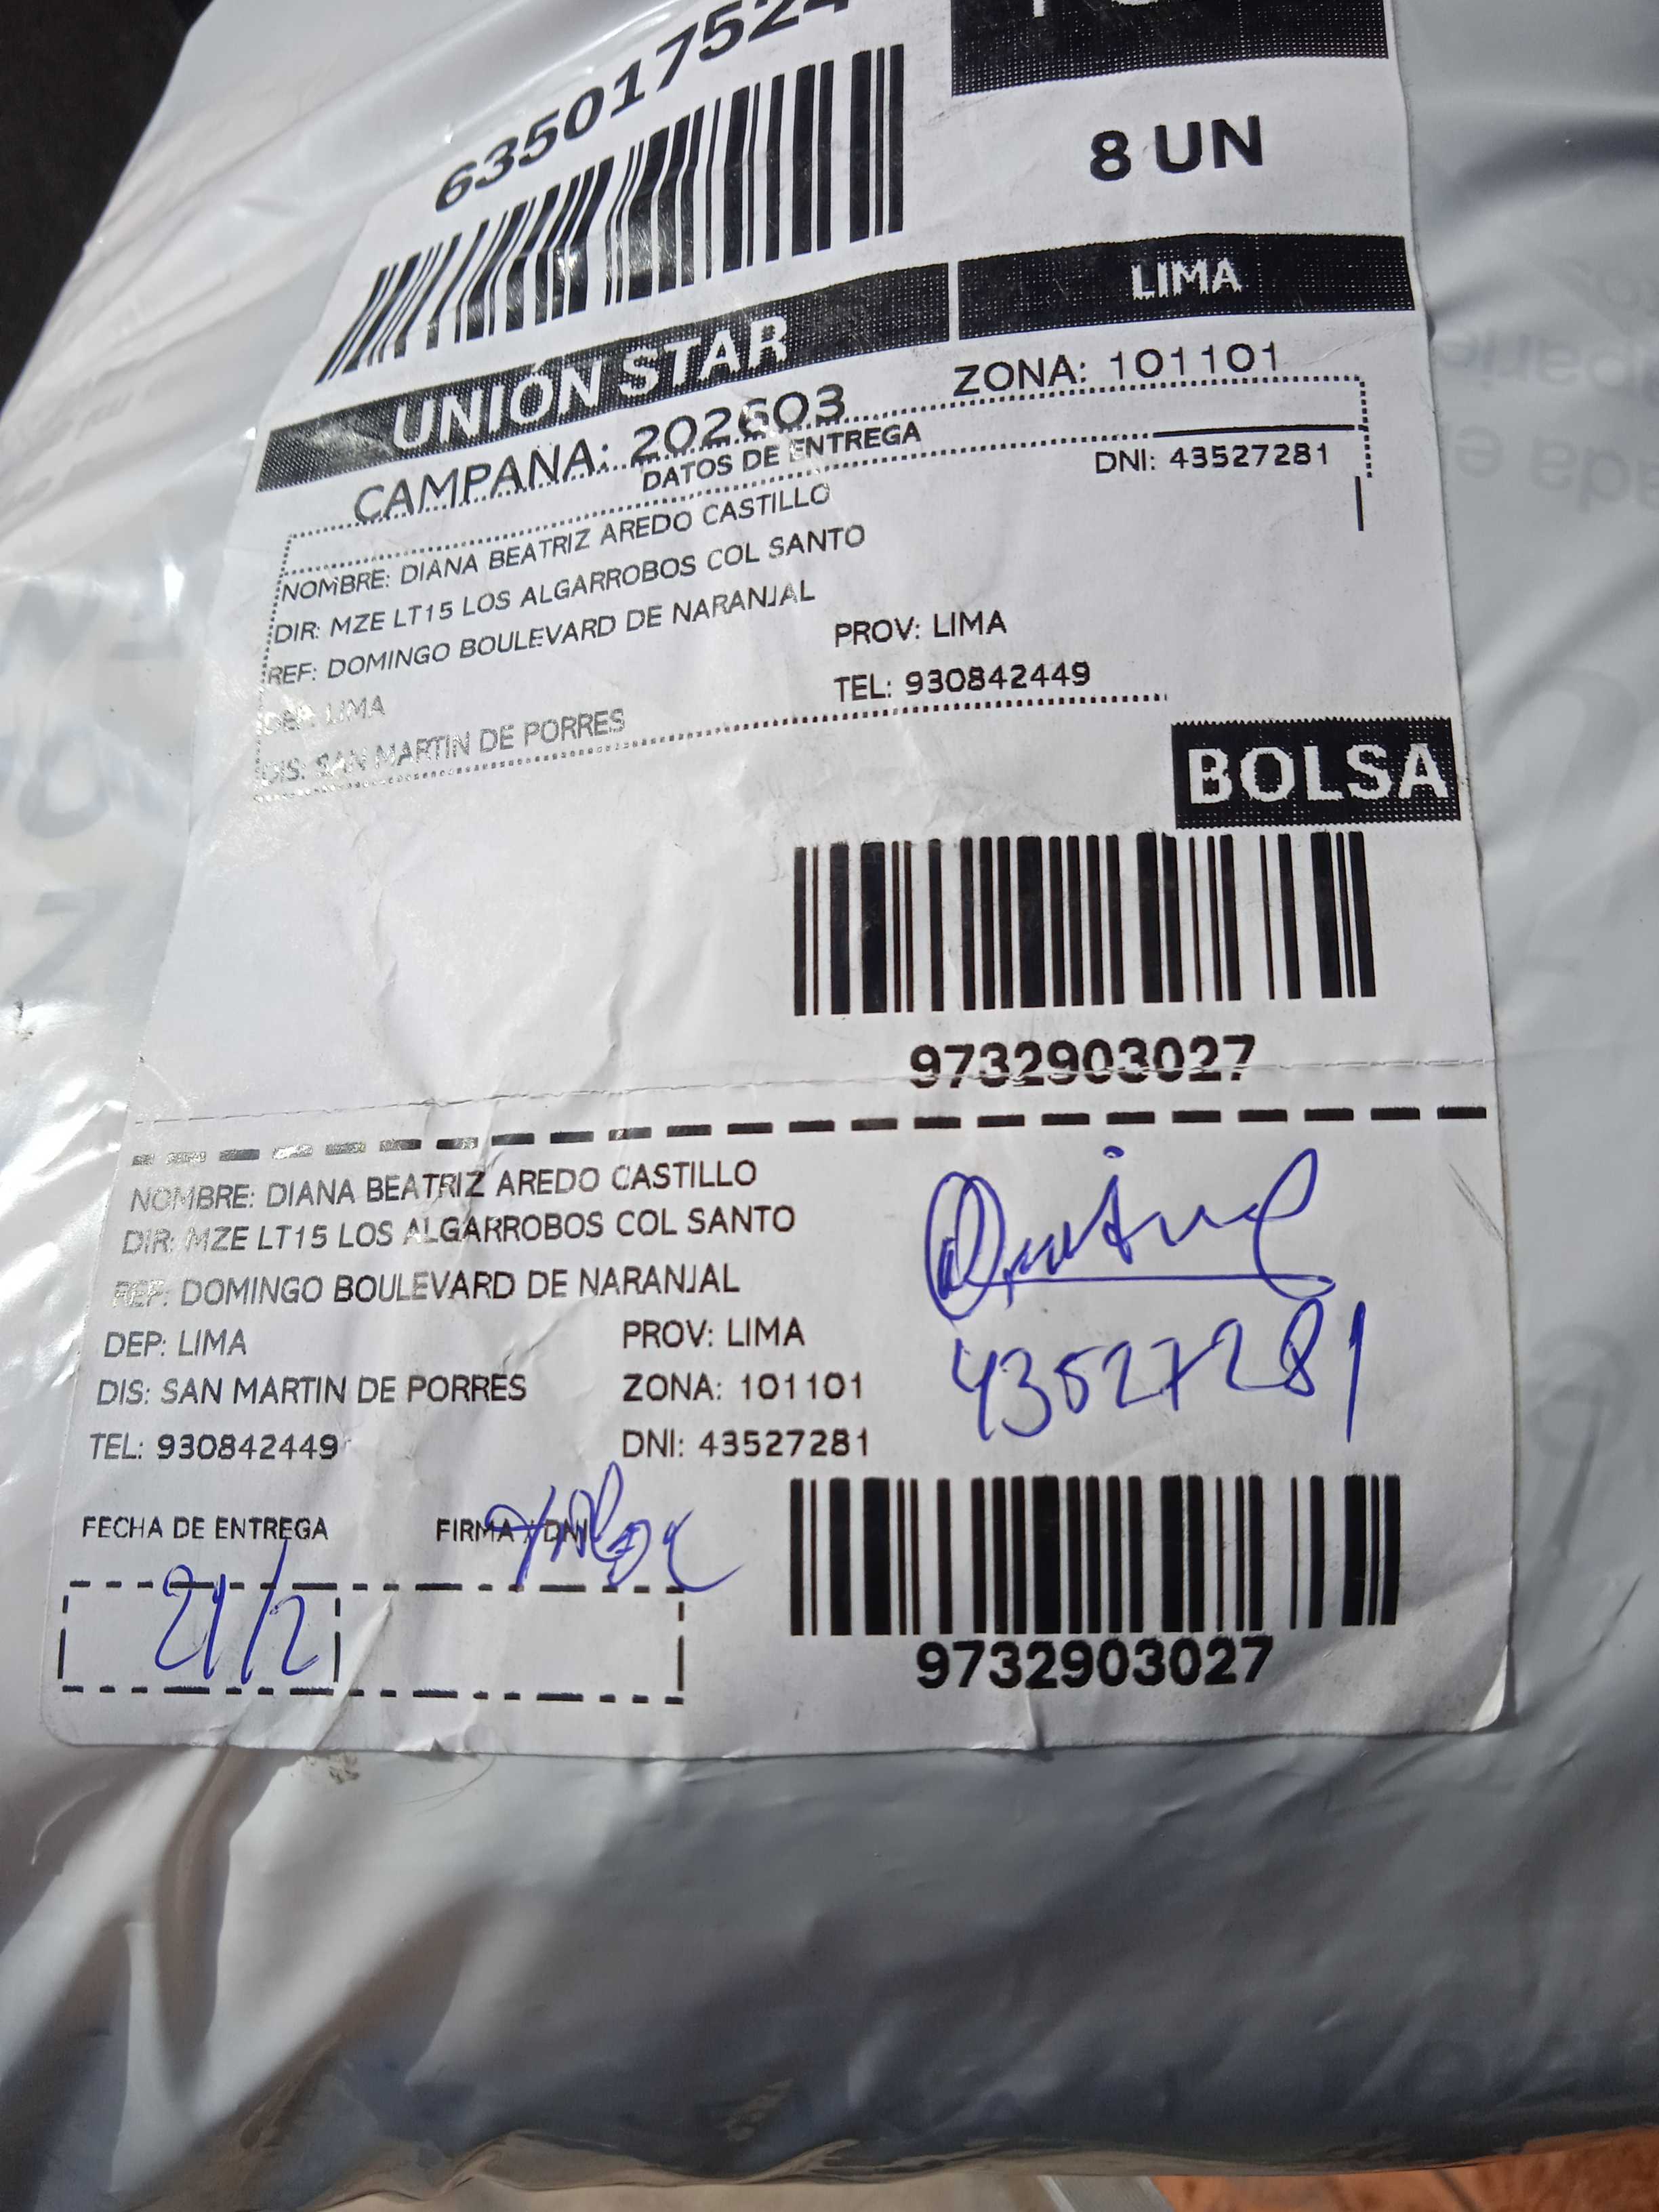 635017524
8 UN
UNIÓN STAR
LIMA
CAMPAÑA: 202603
ZONA: 101101
DATOS DE ENTREGA
NOMBRE: DIANA BEATRIZ AREDO CASTILLO
DNI: 43527281
DIR: MZE LT15 LOS ALGARROBOS COL SANTO
REF: DOMINGO BOULEVARD DE NARANJAL
DEP: LIMA
PROV: LIMA
DIS: SAN MARTIN DE PORRES
TEL: 930842449
BOLSA
9732903027
NOMBRE: DIANA BEATRIZ AREDO CASTILLO
DIR: MZE LT15 LOS ALGARROBOS COL SANTO
REF: DOMINGO BOULEVARD DE NARANJAL
DEP: LIMA
PROV: LIMA
DIS: SAN MARTIN DE PORRES
ZONA: 101101
TEL: 930842449
DNI: 43527281
43527281
FECHA DE ENTREGA
FIRMA / DNI
21/2
9732903027